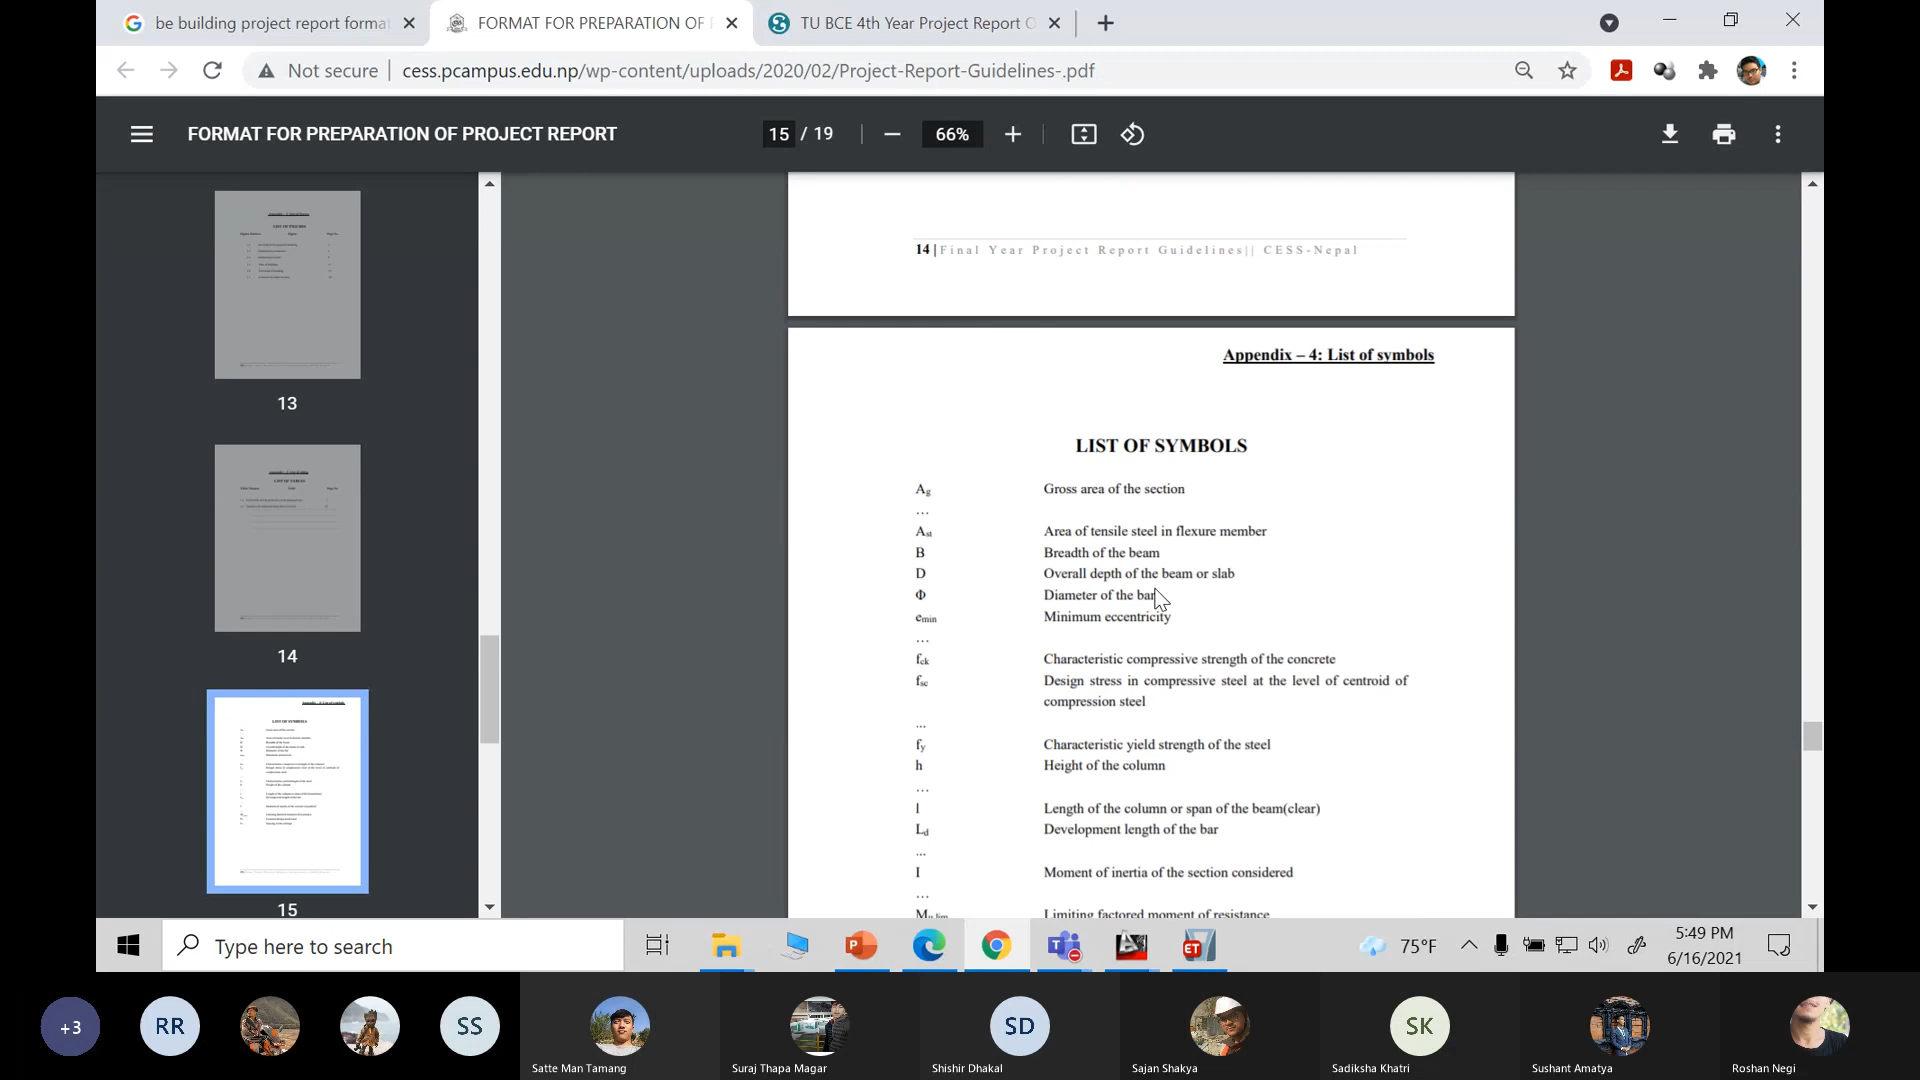 be building project report format
FORMAT FOR PREPARATION OF P
TU BCE 4th Year Project Report O
Not secure
cess.pcampus.edu.np/wp-content/uploads/2020/02/Project-Report-Guidelines-.pdf
FORMAT FOR PREPARATION OF PROJECT REPORT
15 / 19
66%
13
14
15
14|Final Year Project Report Guidelines|| CESS-Nepal
Appendix – 4: List of symbols
LIST OF SYMBOLS
Ag Gross area of the section
…
Ast Area of tensile steel in flexure member
B Breadth of the beam
D Overall depth of the beam or slab
Φ Diameter of the bar
emin Minimum eccentricity
…
fck Characteristic compressive strength of the concrete
fsc Design stress in compressive steel at the level of centroid of
compression steel
...
fy Characteristic yield strength of the steel
h Height of the column
…
l Length of the column or span of the beam(clear)
Ld Development length of the bar
...
I Moment of inertia of the section considered
…
Mu lim Limiting factored moment of resistance
Type here to search
75°F
5:49 PM
6/16/2021
+3
RR
SS
SD
SK
Satte Man Tamang
Suraj Thapa Magar
Shishir Dhakal
Sajan Shakya
Sadiksha Khatri
Sushant Amatya
Roshan Negi